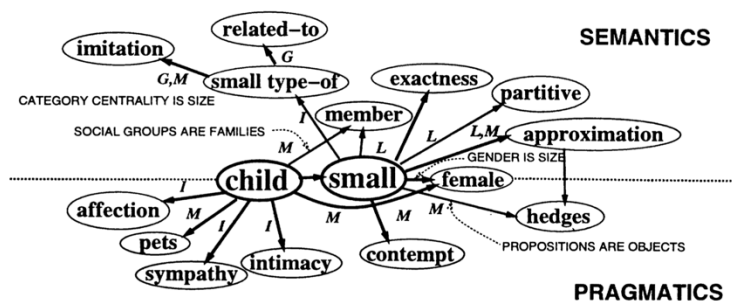 related-to
SEMANTICS
imitation
G
G,M
small type-of
exactness
partitive
CATEGORY CENTRALITY IS SIZE
member
I
SOCIAL GROUPS ARE FAMILIES
L
L,M
approximation
M
L
GENDER IS SIZE
child
small
female
I
affection
M
M
M
M
hedges
pets
I
I
PROPOSITIONS ARE OBJECTS
sympathy
intimacy
contempt
PRAGMATICS